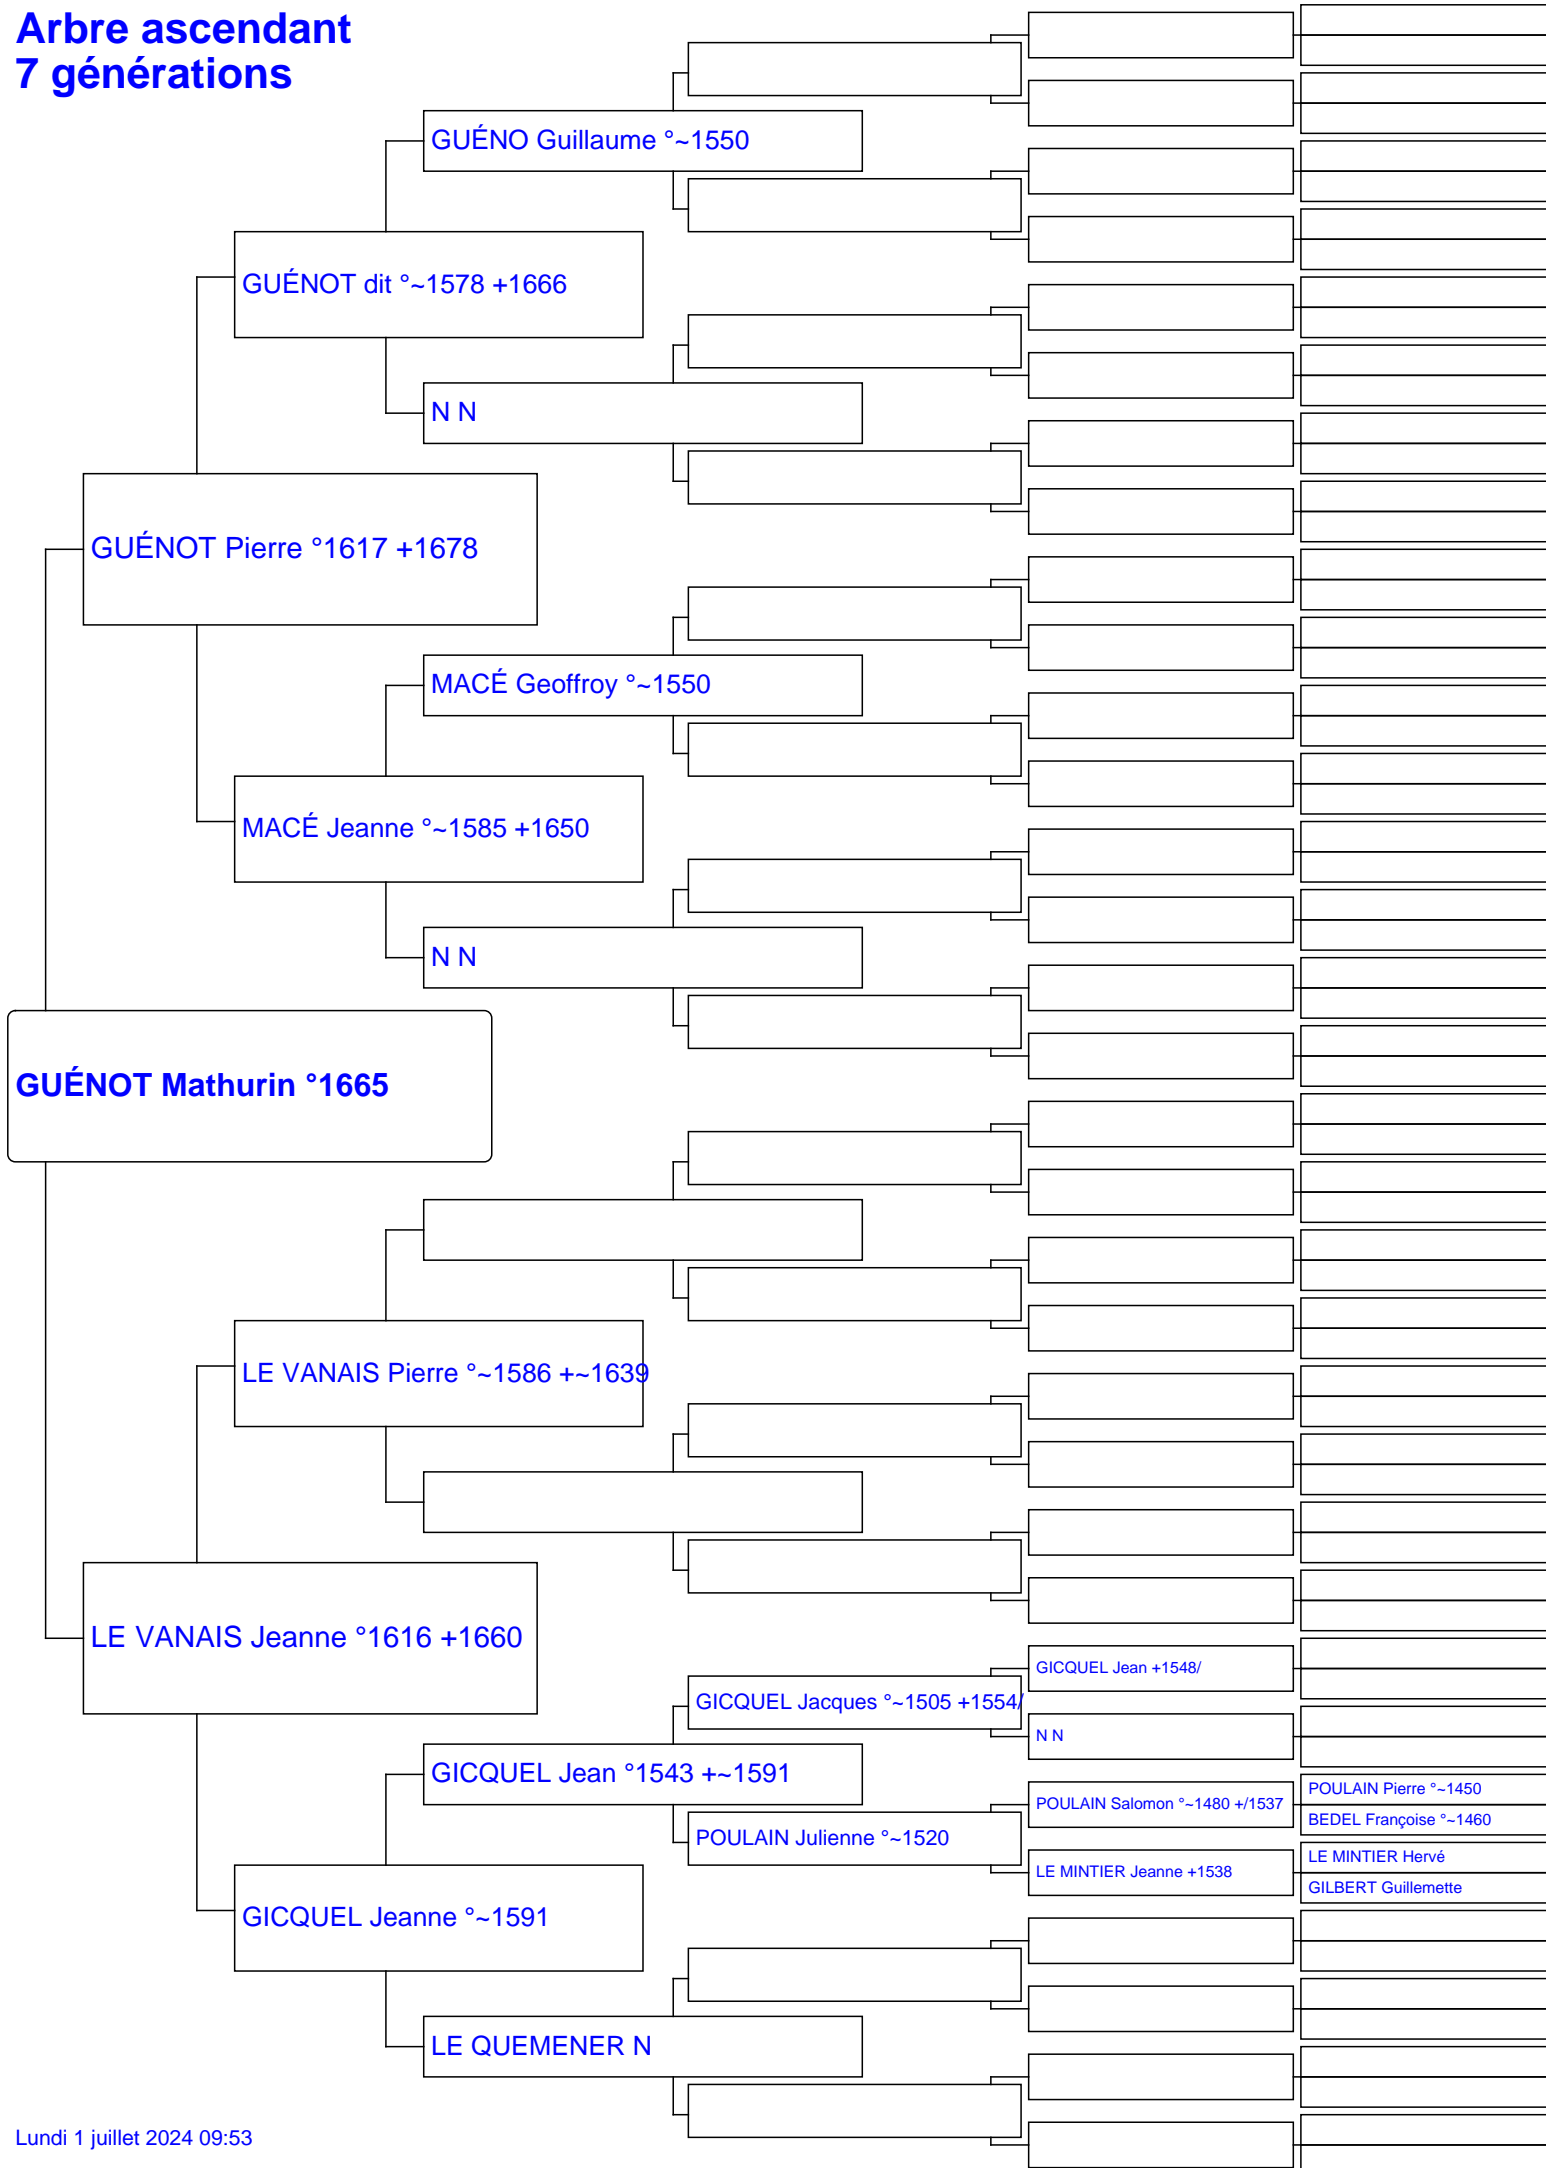 Arbre ascendant
7 générations
GUÉNO Guillaume °~1550
GUÉNOT dit °~1578 +1666
N N
GUÉNOT Pierre °1617 +1678
MACÉ Geoffroy °~1550
MACÉ Jeanne °~1585 +1650
N N
GUÉNOT Mathurin °1665
LE VANAIS Pierre °~1586 +~1639
LE VANAIS Jeanne °1616 +1660
GICQUEL Jean +1548/
GICQUEL Jacques °~1505 +1554/
N N
GICQUEL Jean °1543 +~1591
POULAIN Pierre °~1450
POULAIN Salomon °~1480 +/1537
BEDEL Françoise °~1460
POULAIN Julienne °~1520
LE MINTIER Hervé
LE MINTIER Jeanne +1538
GILBERT Guillemette
GICQUEL Jeanne °~1591
LE QUEMENER N
Lundi 1 juillet 2024 09:53